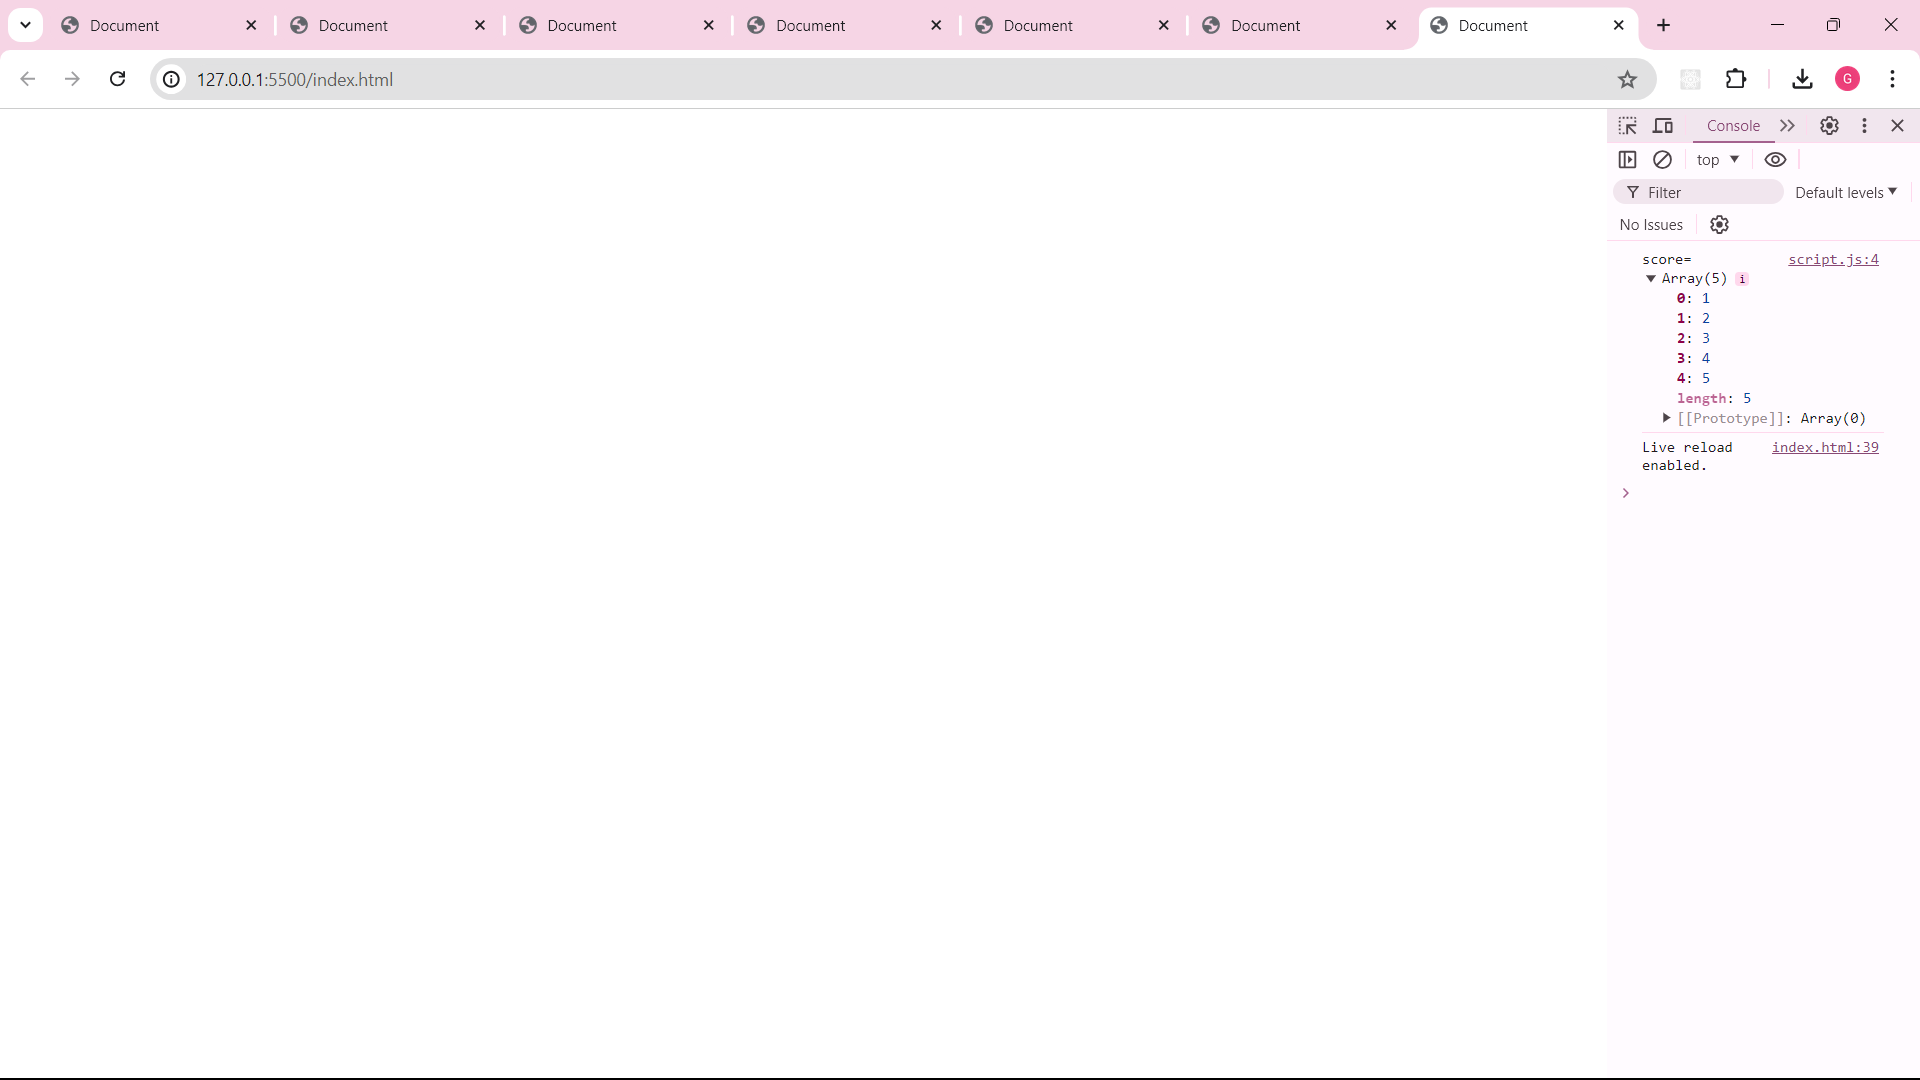 Document
Document
Document
Document
Document
Document
Document
127.0.0.1:5500/index.html
G
Console
top
Filter
Default levels
No Issues
score= script.js:4
Array(5) i
0: 1
1: 2
2: 3
3: 4
4: 5
length: 5
[[Prototype]]: Array(0)
Live reload index.html:39
enabled.